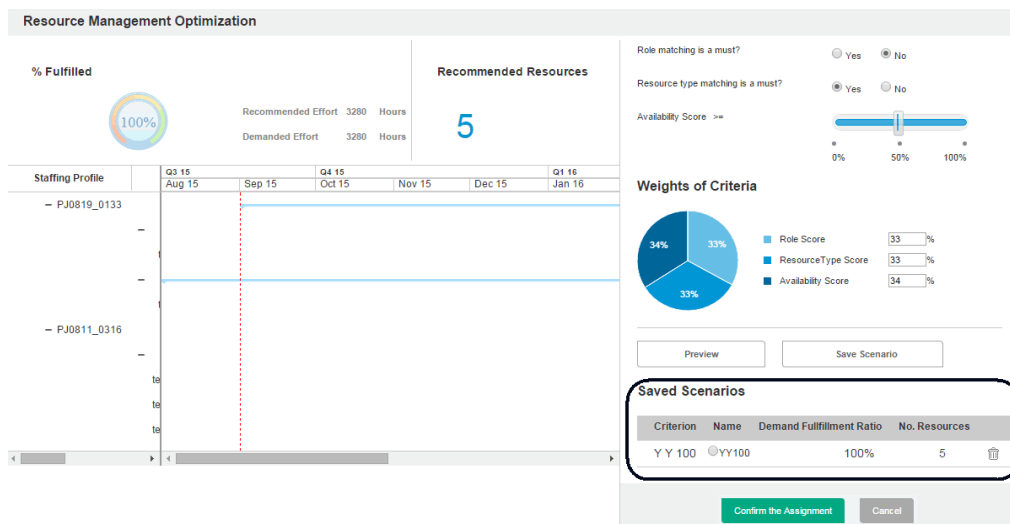 Resource Management Optimization
% Fulfilled
100%
Recommended Effort 3280 Hours
Demanded Effort 3280 Hours
Recommended Resources
5
Staffing Profile
Q3 15 Q4 15 Q1 16
Aug 15 Sep 15 Oct 15 Nov 15 Dec 15 Jan 16
− PJ0819_0133
−
−
− PJ0811_0316
−
te
te
te
Role matching is a must? Yes No
Resource type matching is a must? Yes No
Availability Score >=
0% 50% 100%
Weights of Criteria
34% 33% 33%
Role Score 33 %
ResourceType Score 33 %
Availability Score 34 %
Preview Save Scenario
Saved Scenarios
Criterion Name Demand Fullfillment Ratio No. Resources
Y Y 100 YY100 100% 5
Confirm the Assignment Cancel